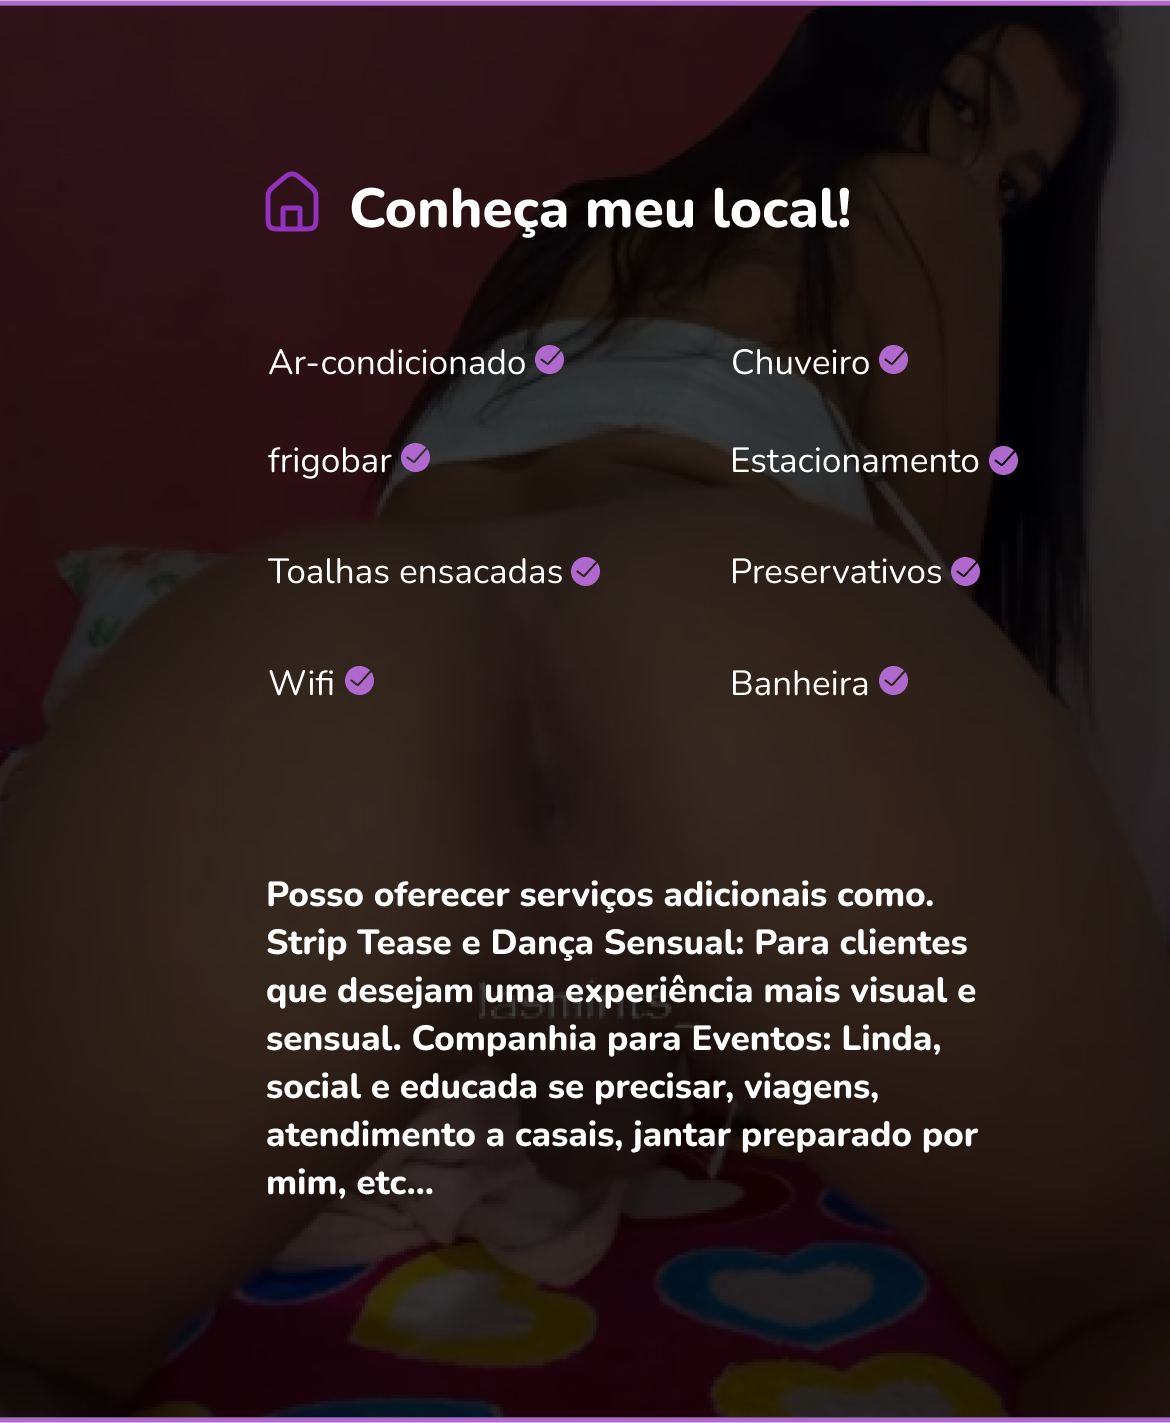 Conheça meu local!
Ar-condicionado
Chuveiro
frigobar
Estacionamento
Toalhas ensacadas
Preservativos
Wifi
Banheira
Posso oferecer serviços adicionais como.
Strip Tease e Dança Sensual: Para clientes
que desejam uma experiência mais visual e
sensual. Companhia para Eventos: Linda,
social e educada se precisar, viagens,
atendimento a casais, jantar preparado por
mim, etc...